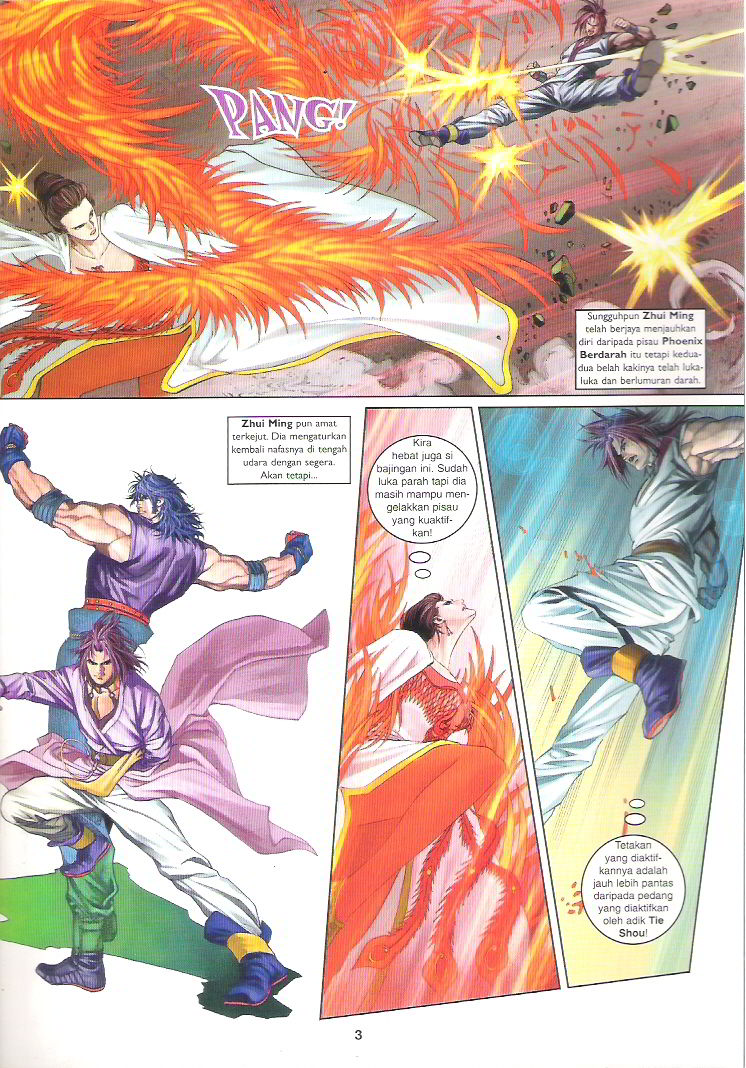 PANG!
Sungguhpun Zhui Ming
telah berjaya menjauhkan
diri daripada pisau Phoenix
Berdarah itu tetapi kedua-
dua belah kakinya telah luka-
luka dan berlumuran darah.
Zhui Ming pun amat
terkejut. Dia mengaturkan
kembali nafasnya di tengah
udara dengan segera.
Akan tetapi...
Kira
hebat juga si
bajingan ini. Sudah
luka parah tapi dia
masih mampu men-
gelakkan pisau
yang kuaktif-
kan!
Tetakan
yang diaktif-
kannya adalah
jauh lebih pantas
daripada pedang
yang diaktifkan
oleh adik Tie
Shou!
3